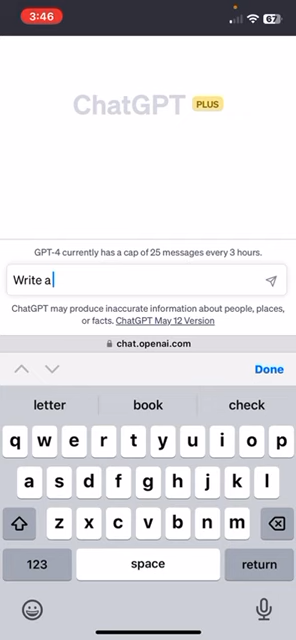 3:46
67
ChatGPT PLUS
GPT-4 currently has a cap of 25 messages every 3 hours.
Write a
ChatGPT may produce inaccurate information about people, places,
or facts. ChatGPT May 12 Version
chat.openai.com
Done
letter book check
q w e r t y u i o p
a s d f g h j k l
z x c v b n m
123 space return